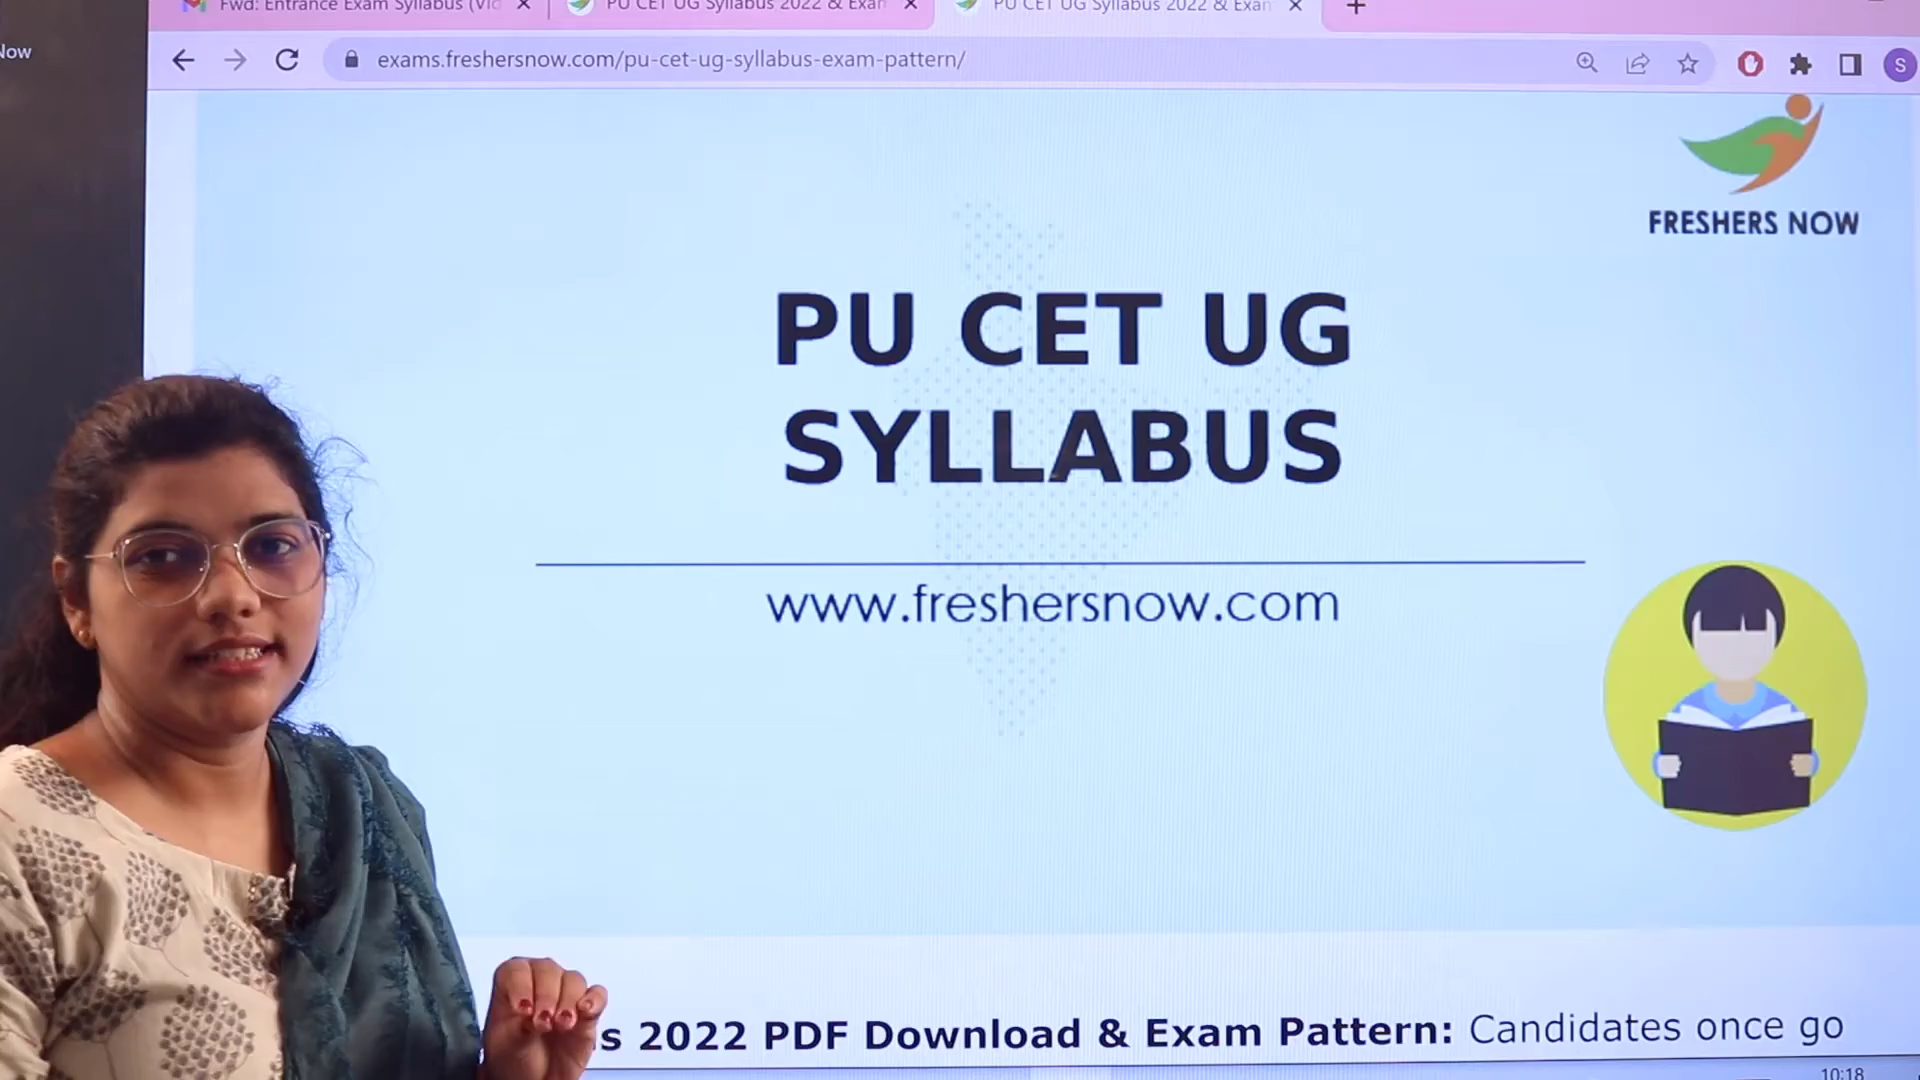 Now
Fwd: Entrance Exam Syllabus (Vid
PU CET UG Syllabus 2022 & Exam
PU CET UG Syllabus 2022 & Exam
exams.freshersnow.com/pu-cet-ug-syllabus-exam-pattern/
S
FRESHERS NOW
PU CET UG
SYLLABUS
www.freshersnow.com
s 2022 PDF Download & Exam Pattern: Candidates once go
10:18